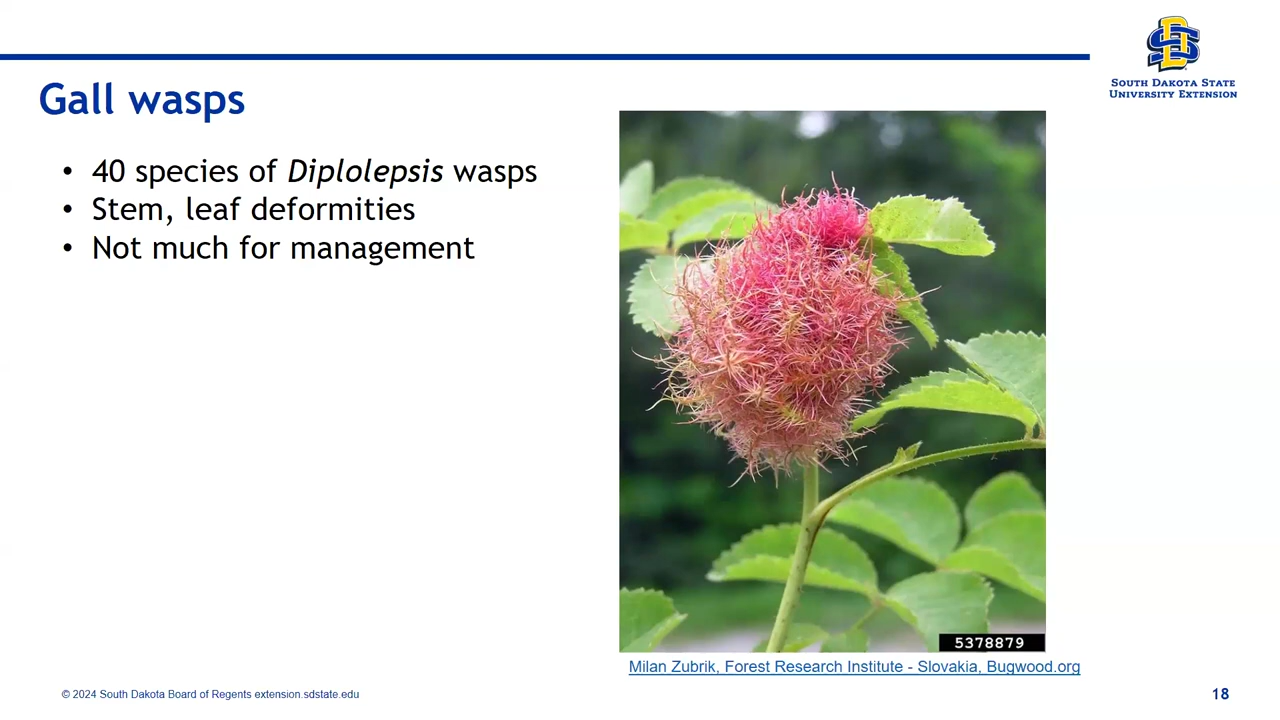 SOUTH DAKOTA STATE
UNIVERSITY EXTENSION
Gall wasps
• 40 species of Diplolepsis wasps
• Stem, leaf deformities
• Not much for management
5378879
Milan Zubrik, Forest Research Institute - Slovakia, Bugwood.org
© 2024 South Dakota Board of Regents extension.sdstate.edu
18